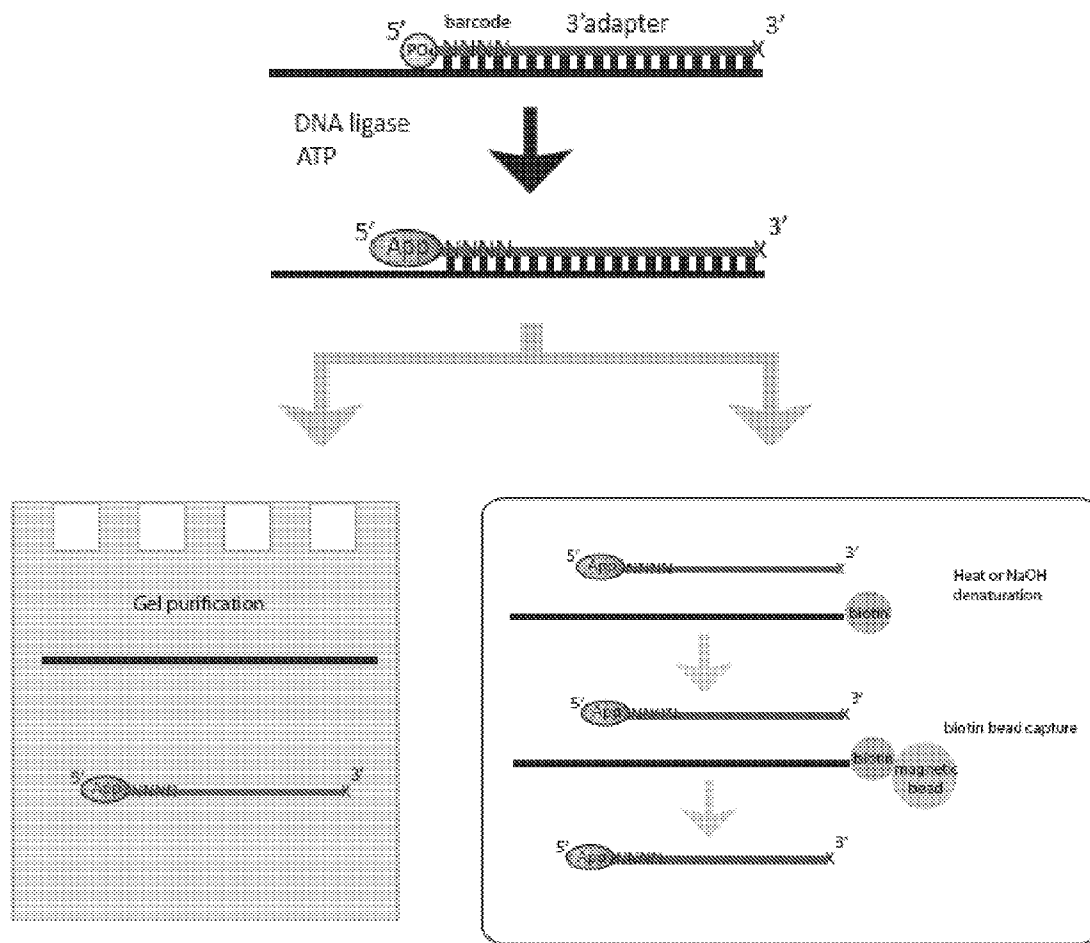 5' barcode 3'adapter 3'
PO₄ NNNN X
DNA ligase
ATP
5' App NNNN 3'
X
Gel purification
5' App NNNN 3'
X
5' App NNNN 3'
X
Heat or NaOH
denaturation
biotin
5' App NNNN 3'
X
biotin bead capture
biotin
magnetic
bead
5' App NNNN 3'
X